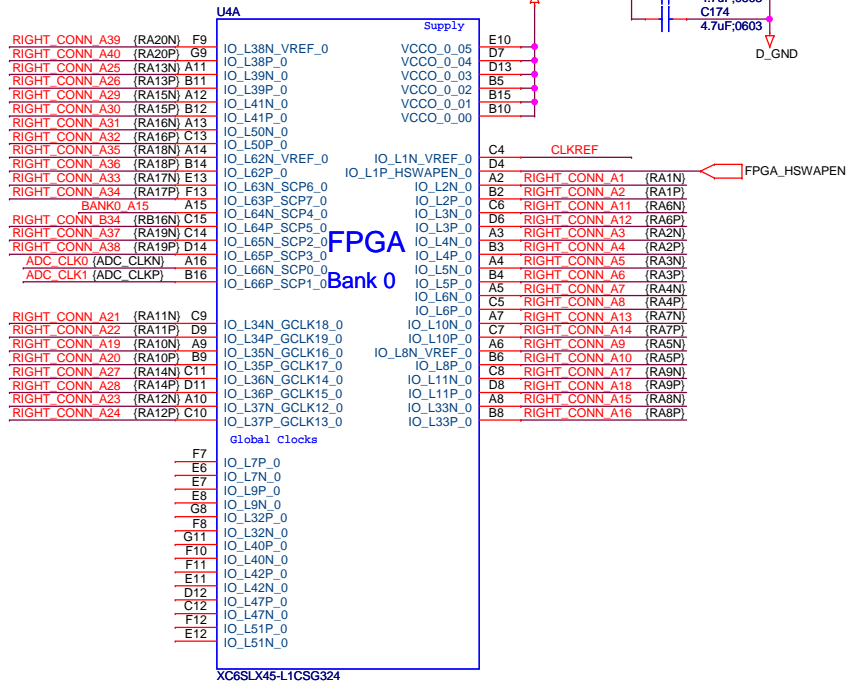 U4A
Supply
C174
4.7uF;0603
D_GND
RIGHT_CONN_A39 {RA20N} F9 IO_L38N_VREF_0
RIGHT_CONN_A40 {RA20P} G9 IO_L38P_0
RIGHT_CONN_A25 {RA13N} A11 IO_L39N_0
RIGHT_CONN_A26 {RA13P} B11 IO_L39P_0
RIGHT_CONN_A29 {RA15N} A12 IO_L41N_0
RIGHT_CONN_A30 {RA15P} B12 IO_L41P_0
RIGHT_CONN_A31 {RA16N} A13 IO_L50N_0
RIGHT_CONN_A32 {RA16P} C13 IO_L50P_0
RIGHT_CONN_A35 {RA18N} A14 IO_L62N_VREF_0
RIGHT_CONN_A36 {RA18P} B14 IO_L62P_0
RIGHT_CONN_A33 {RA17N} E13 IO_L63N_SCP6_0
RIGHT_CONN_A34 {RA17P} F13 IO_L63P_SCP7_0
BANK0_A15 A15 IO_L64N_SCP4_0
RIGHT_CONN_B34 {RB16N} C15 IO_L64P_SCP5_0
RIGHT_CONN_A37 {RA19N} C14 IO_L65N_SCP2_0
RIGHT_CONN_A38 {RA19P} D14 IO_L65P_SCP3_0
ADC_CLK0 {ADC_CLKN} A16 IO_L66N_SCP0_0
ADC_CLK1 {ADC_CLKP} B16 IO_L66P_SCP1_0
FPGA
Bank 0
VCCO_0_05 E10
VCCO_0_04 D7
VCCO_0_03 D13
VCCO_0_02 B5
VCCO_0_01 B15
VCCO_0_00 B10
IO_L1N_VREF_0 C4 CLKREF
IO_L1P_HSWAPEN_0 D4 FPGA_HSWAPEN
IO_L2N_0 A2 RIGHT_CONN_A1 {RA1N}
IO_L2P_0 B2 RIGHT_CONN_A2 {RA1P}
IO_L3N_0 C6 RIGHT_CONN_A11 {RA6N}
IO_L3P_0 D6 RIGHT_CONN_A12 {RA6P}
IO_L4N_0 A3 RIGHT_CONN_A3 {RA2N}
IO_L4P_0 B3 RIGHT_CONN_A4 {RA2P}
IO_L5N_0 A4 RIGHT_CONN_A5 {RA3N}
IO_L5P_0 B4 RIGHT_CONN_A6 {RA3P}
IO_L6N_0 A5 RIGHT_CONN_A7 {RA4N}
IO_L6P_0 C5 RIGHT_CONN_A8 {RA4P}
IO_L10N_0 A7 RIGHT_CONN_A13 {RA7N}
IO_L10P_0 C7 RIGHT_CONN_A14 {RA7P}
IO_L8N_VREF_0 A6 RIGHT_CONN_A9 {RA5N}
IO_L8P_0 B6 RIGHT_CONN_A10 {RA5P}
IO_L11N_0 C8 RIGHT_CONN_A17 {RA9N}
IO_L11P_0 D8 RIGHT_CONN_A18 {RA9P}
IO_L33N_0 A8 RIGHT_CONN_A15 {RA8N}
IO_L33P_0 B8 RIGHT_CONN_A16 {RA8P}
RIGHT_CONN_A21 {RA11N} C9 IO_L34N_GCLK18_0
RIGHT_CONN_A22 {RA11P} D9 IO_L34P_GCLK19_0
RIGHT_CONN_A19 {RA10N} A9 IO_L35N_GCLK16_0
RIGHT_CONN_A20 {RA10P} B9 IO_L35P_GCLK17_0
RIGHT_CONN_A27 {RA14N} C11 IO_L36N_GCLK14_0
RIGHT_CONN_A28 {RA14P} D11 IO_L36P_GCLK15_0
RIGHT_CONN_A23 {RA12N} A10 IO_L37N_GCLK12_0
RIGHT_CONN_A24 {RA12P} C10 IO_L37P_GCLK13_0
Global Clocks
F7 IO_L7P_0
E6 IO_L7N_0
E7 IO_L9P_0
E8 IO_L9N_0
G8 IO_L32P_0
F8 IO_L32N_0
G11 IO_L40P_0
F10 IO_L40N_0
F11 IO_L42P_0
E11 IO_L42N_0
D12 IO_L47P_0
C12 IO_L47N_0
F12 IO_L51P_0
E12 IO_L51N_0
XC6SLX45-L1CSG324